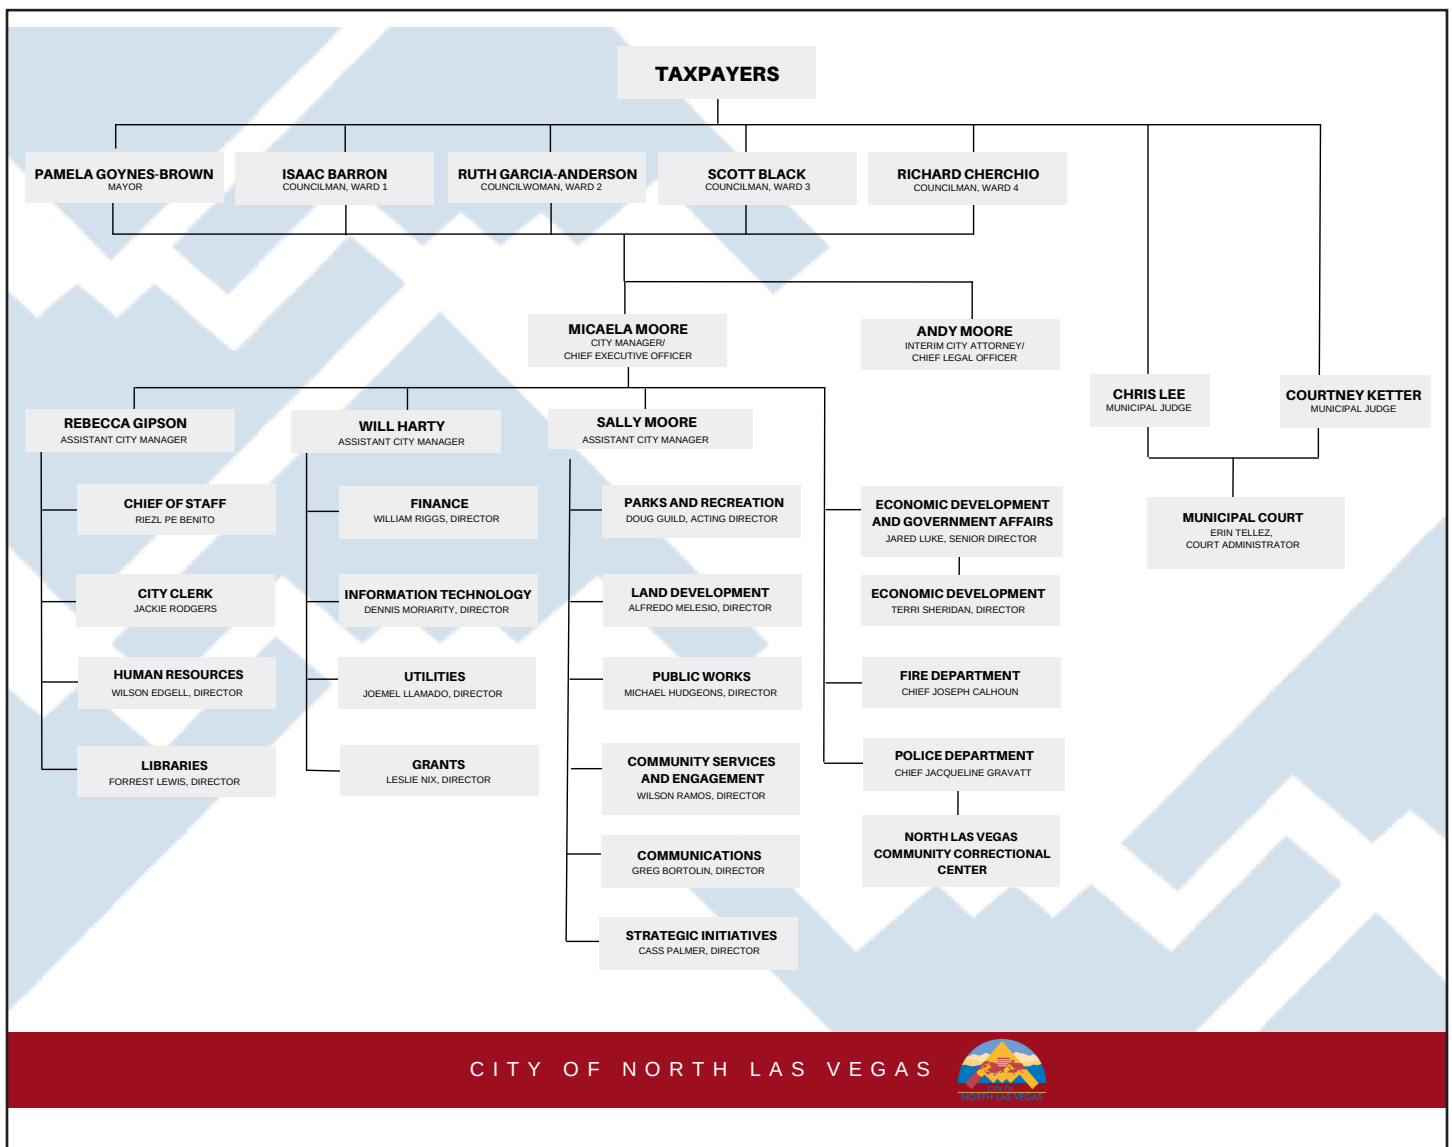 TAXPAYERS
PAMELA GOYNES-BROWN
MAYOR
ISAAC BARRON
COUNCILMAN, WARD 1
RUTH GARCIA-ANDERSON
COUNCILWOMAN, WARD 2
SCOTT BLACK
COUNCILMAN, WARD 3
RICHARD CHERCHIO
COUNCILMAN, WARD 4
MICAELA MOORE
CITY MANAGER/
CHIEF EXECUTIVE OFFICER
ANDY MOORE
INTERIM CITY ATTORNEY/
CHIEF LEGAL OFFICER
CHRIS LEE
MUNICIPAL JUDGE
COURTNEY KETTER
MUNICIPAL JUDGE
MUNICIPAL COURT
ERIN TELLEZ,
COURT ADMINISTRATOR
REBECCA GIPSON
ASSISTANT CITY MANAGER
CHIEF OF STAFF
RIEZL PE BENITO
CITY CLERK
JACKIE RODGERS
HUMAN RESOURCES
WILSON EDGELL, DIRECTOR
LIBRARIES
FORREST LEWIS, DIRECTOR
WILL HARTY
ASSISTANT CITY MANAGER
FINANCE
WILLIAM RIGGS, DIRECTOR
INFORMATION TECHNOLOGY
DENNIS MORIARITY, DIRECTOR
UTILITIES
JOEMEL LLAMADO, DIRECTOR
GRANTS
LESLIE NIX, DIRECTOR
SALLY MOORE
ASSISTANT CITY MANAGER
PARKS AND RECREATION
DOUG GUILD, ACTING DIRECTOR
LAND DEVELOPMENT
ALFREDO MELESIO, DIRECTOR
PUBLIC WORKS
MICHAEL HUDGEONS, DIRECTOR
COMMUNITY SERVICES
AND ENGAGEMENT
WILSON RAMOS, DIRECTOR
COMMUNICATIONS
GREG BORTOLIN, DIRECTOR
STRATEGIC INITIATIVES
CASS PALMER, DIRECTOR
ECONOMIC DEVELOPMENT
AND GOVERNMENT AFFAIRS
JARED LUKE, SENIOR DIRECTOR
ECONOMIC DEVELOPMENT
TERRI SHERIDAN, DIRECTOR
FIRE DEPARTMENT
CHIEF JOSEPH CALHOUN
POLICE DEPARTMENT
CHIEF JACQUELINE GRAVATT
NORTH LAS VEGAS
COMMUNITY CORRECTIONAL
CENTER
CITY OF NORTH LAS VEGAS
CITY OF
NORTH LAS VEGAS